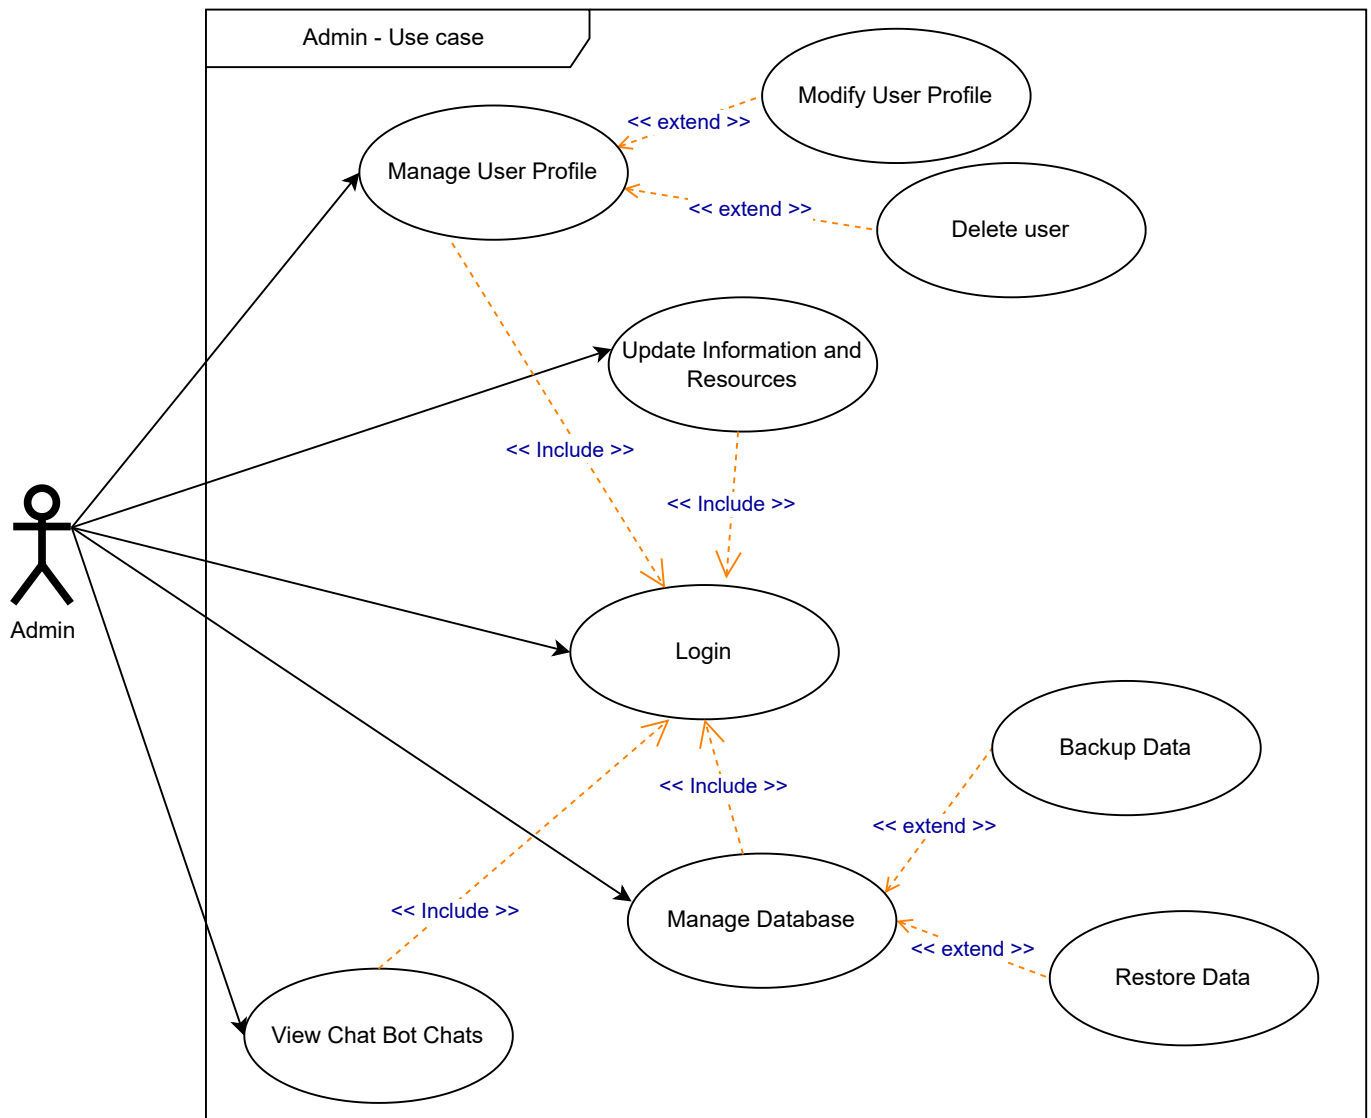 Admin - Use case
Modify User Profile
<< extend >>
Manage User Profile
<< extend >>
Delete user
Update Information and
Resources
<< Include >>
<< Include >>
Admin
Login
Backup Data
<< Include >>
<< extend >>
<< Include >>
Manage Database
<< extend >>
Restore Data
View Chat Bot Chats